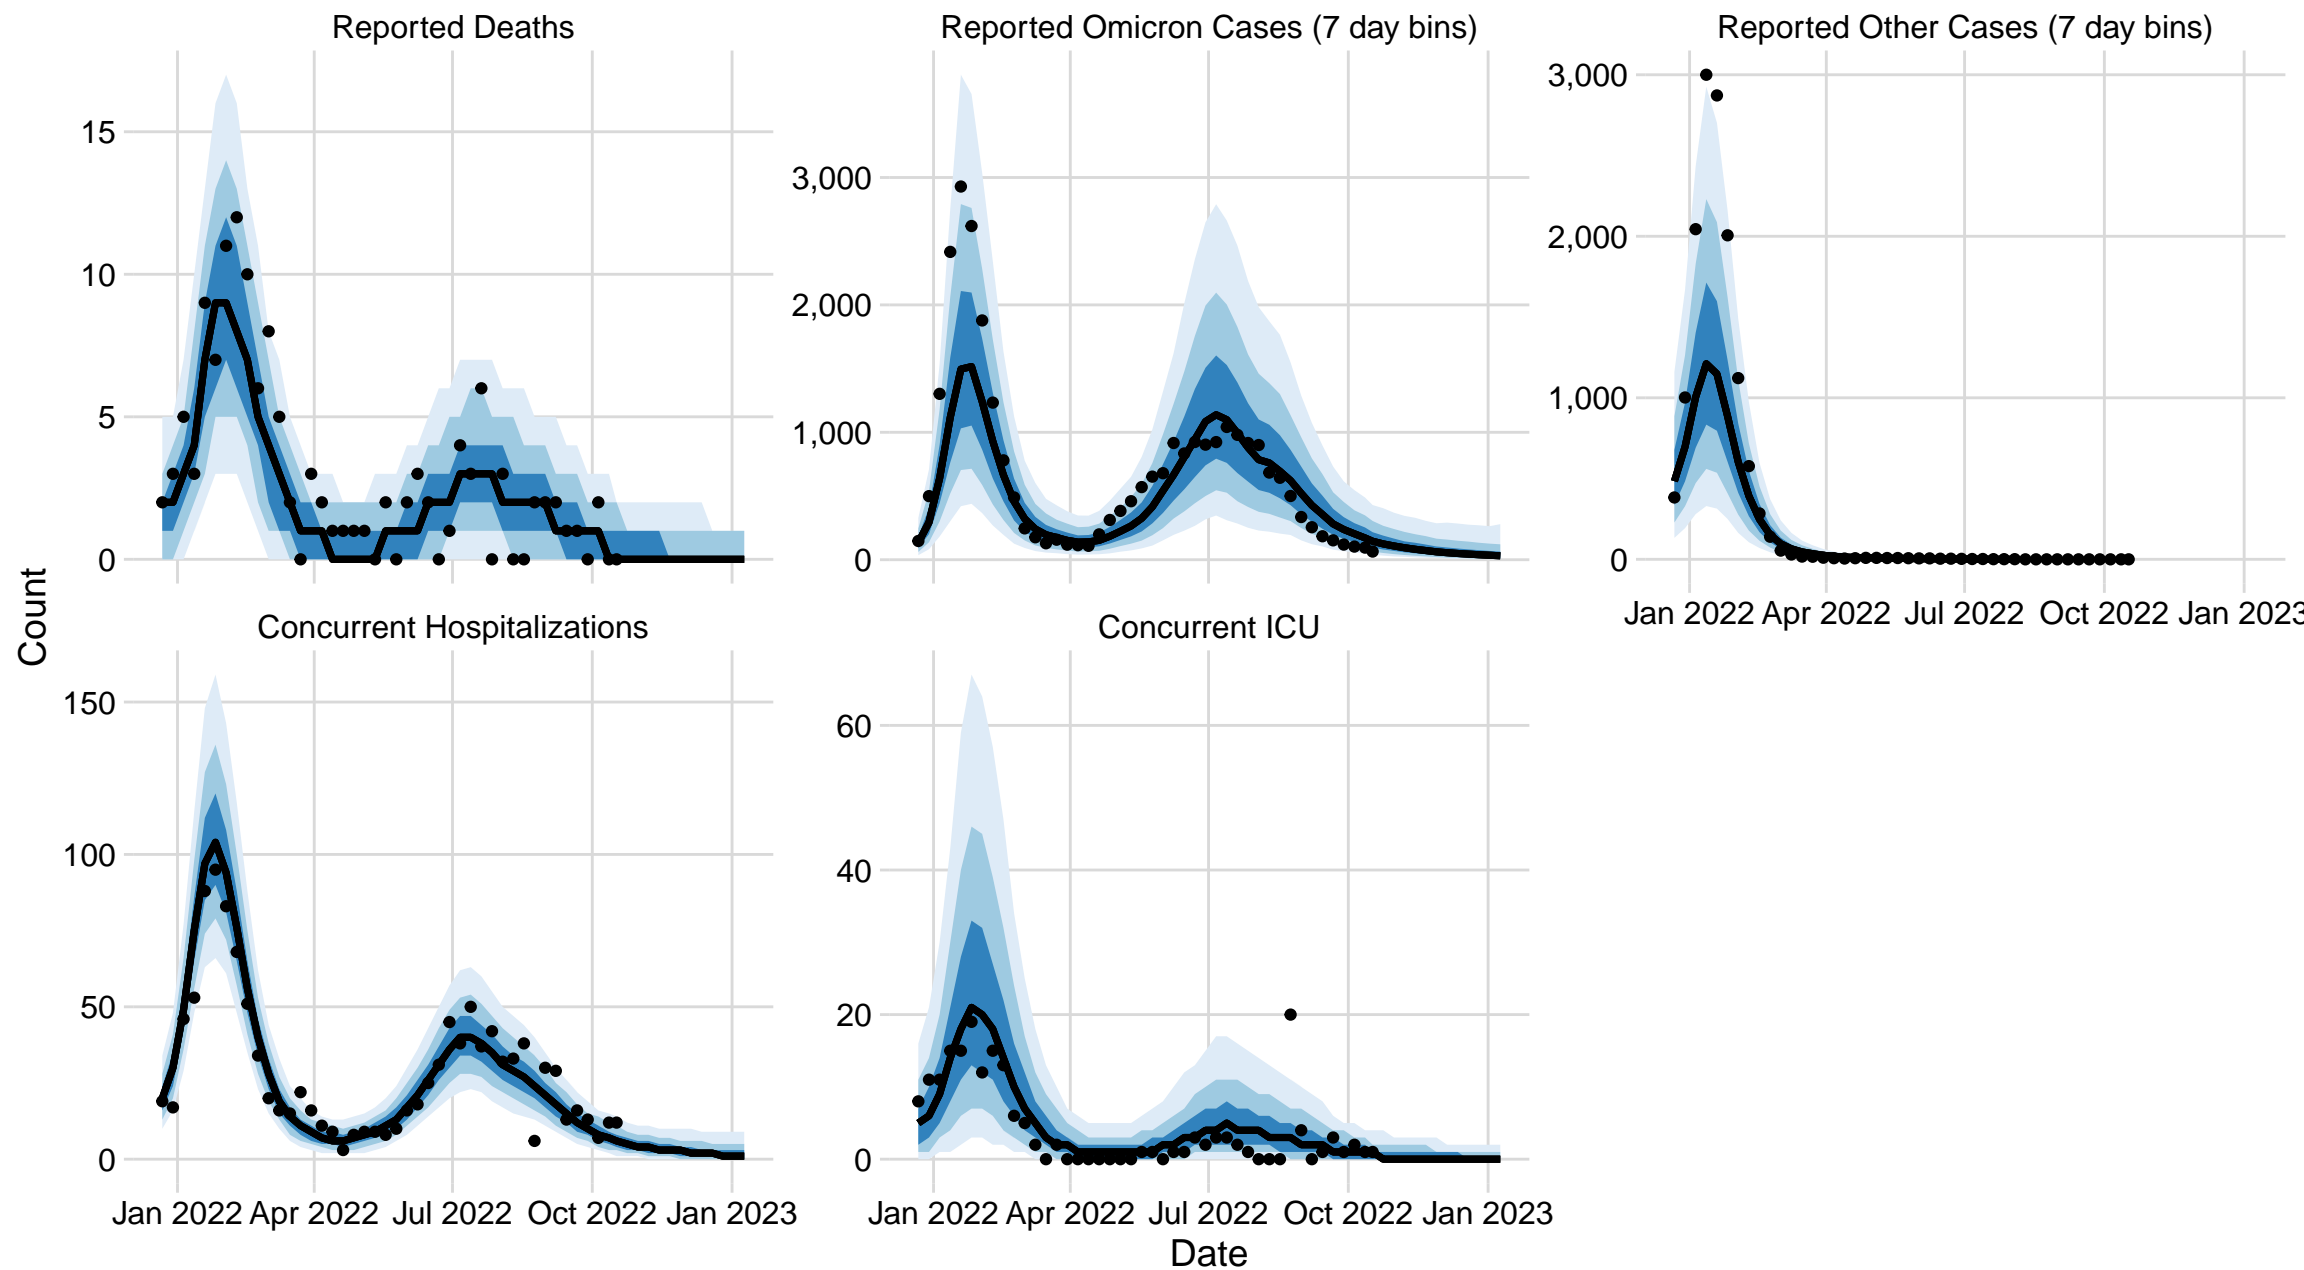 Reported Deaths
Reported Omicron Cases (7 day bins)
Reported Other Cases (7 day bins)
15
10
5
0
3,000
2,000
1,000
0
3,000
2,000
1,000
0
Jan 2022 Apr 2022 Jul 2022 Oct 2022 Jan 2023
Count
Concurrent Hospitalizations
Concurrent ICU
150
100
50
0
60
40
20
0
Jan 2022 Apr 2022 Jul 2022 Oct 2022 Jan 2023
Jan 2022 Apr 2022 Jul 2022 Oct 2022 Jan 2023
Date